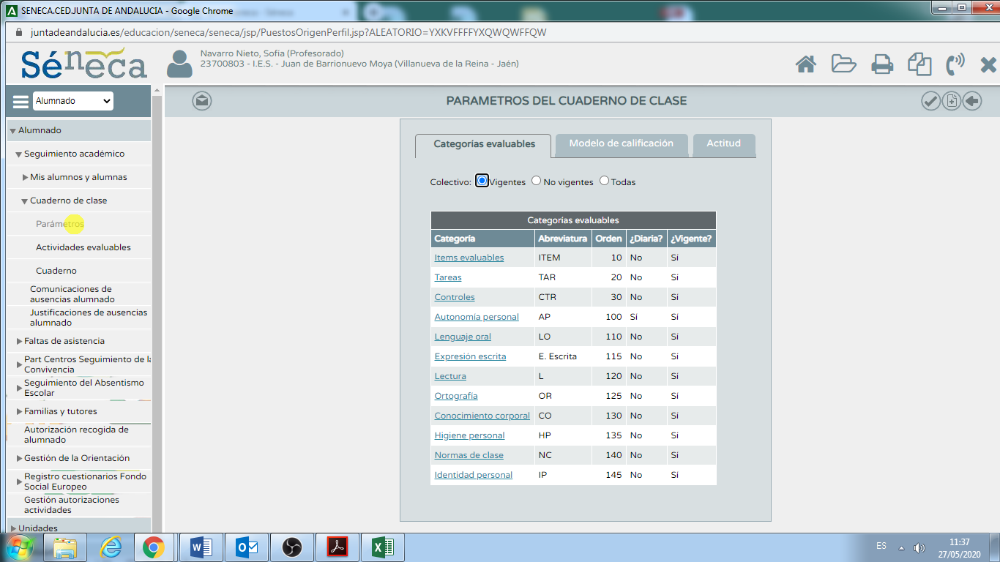 SENECA.CED.JUNTA DE ANDALUCIA - Google Chrome
juntadeandalucia.es/educacion/seneca/seneca/jsp/PuestosOrigenPerfil.jsp?ALEATORIO=YXKVFFFFYXQWQWFFQW
Séneca
Navarro Nieto, Sofia (Profesorado)
23700803 - I.E.S. - Juan de Barrionuevo Moya (Villanueva de la Reina - Jaén)
Alumnado
PARAMETROS DEL CUADERNO DE CLASE
Alumnado
Seguimiento académico
Mis alumnos y alumnas
Cuaderno de clase
Parámetros
Actividades evaluables
Cuaderno
Comunicaciones de
ausencias alumnado
Justificaciones de ausencias
alumnado
Faltas de asistencia
Part Centros Seguimiento de la
Convivencia
Seguimiento del Absentismo
Escolar
Familias y tutores
Autorización recogida de
alumnado
Gestión de la Orientación
Registro cuestionarios Fondo
Social Europeo
Gestión autorizaciones
actividades
Unidades
Categorías evaluables Modelo de calificación Actitud
Colectivo: Vigentes No vigentes Todas
Categorías evaluables
Categoría Abreviatura Orden ¿Diaria? ¿Vigente?
Items evaluables ITEM 10 No Sí
Tareas TAR 20 No Sí
Controles CTR 30 No Sí
Autonomía personal AP 100 Sí Sí
Lenguaje oral LO 110 No Sí
Expresión escrita E. Escrita 115 No Sí
Lectura L 120 No Sí
Ortografia OR 125 No Sí
Conocimiento corporal CO 130 No Sí
Higiene personal HP 135 No Sí
Normas de clase NC 140 No Sí
Identidad personal IP 145 No Sí
ES
11:37
27/05/2020